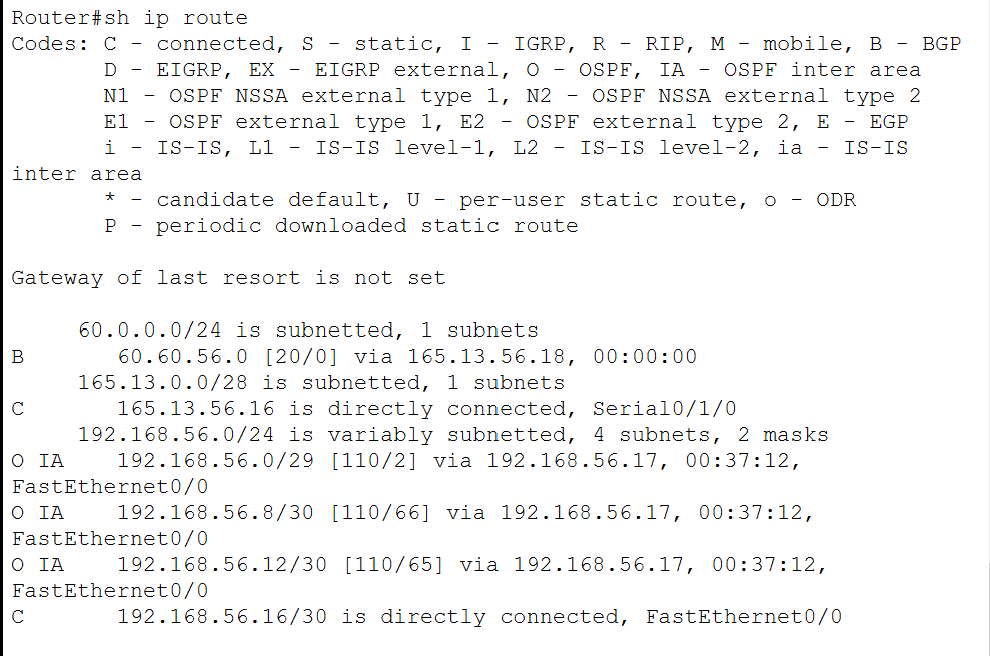 Router#sh ip route
Codes: C - connected, S - static, I - IGRP, R - RIP, M - mobile, B - BGP
       D - EIGRP, EX - EIGRP external, O - OSPF, IA - OSPF inter area
       N1 - OSPF NSSA external type 1, N2 - OSPF NSSA external type 2
       E1 - OSPF external type 1, E2 - OSPF external type 2, E - EGP
       i - IS-IS, L1 - IS-IS level-1, L2 - IS-IS level-2, ia - IS-IS
inter area
       * - candidate default, U - per-user static route, o - ODR
       P - periodic downloaded static route

Gateway of last resort is not set

     60.0.0.0/24 is subnetted, 1 subnets
B       60.60.56.0 [20/0] via 165.13.56.18, 00:00:00
     165.13.0.0/28 is subnetted, 1 subnets
C       165.13.56.16 is directly connected, Serial0/1/0
     192.168.56.0/24 is variably subnetted, 4 subnets, 2 masks
O IA    192.168.56.0/29 [110/2] via 192.168.56.17, 00:37:12,
FastEthernet0/0
O IA    192.168.56.8/30 [110/66] via 192.168.56.17, 00:37:12,
FastEthernet0/0
O IA    192.168.56.12/30 [110/65] via 192.168.56.17, 00:37:12,
FastEthernet0/0
C       192.168.56.16/30 is directly connected, FastEthernet0/0